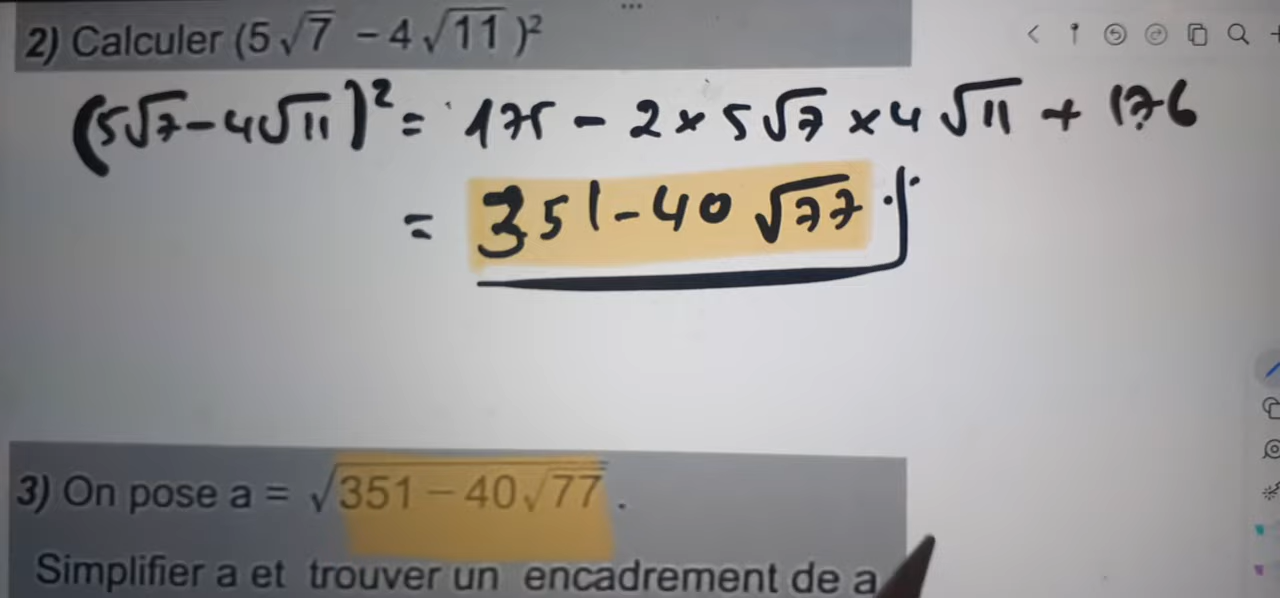 2) Calculer (5√7 - 4√11)²
(5√7-4√11)² = 175 - 2×5√7×4√11 + 176
= 351-40√77
3) On pose a = √(351 - 40√77).
Simplifier a et trouver un encadrement de a